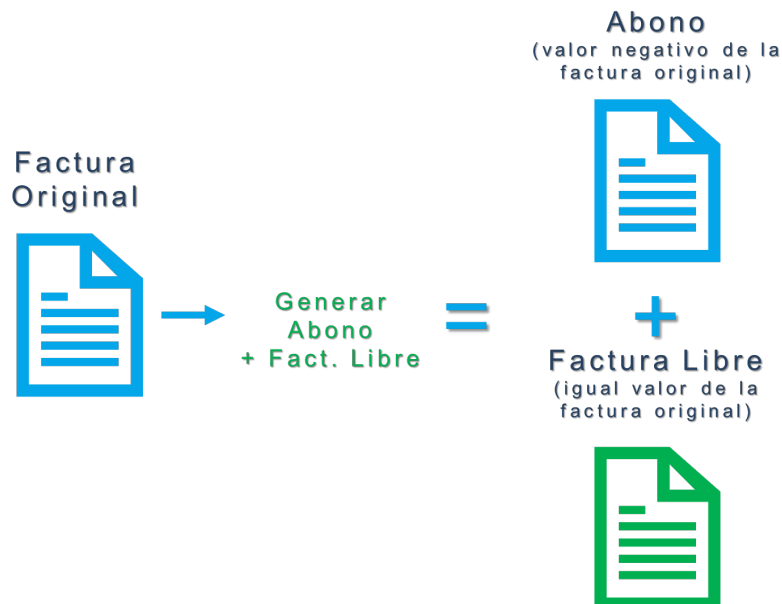 Factura
Original
Generar
Abono
+ Fact. Libre
=
Abono
(valor negativo de la
factura original)
+
Factura Libre
(igual valor de la
factura original)